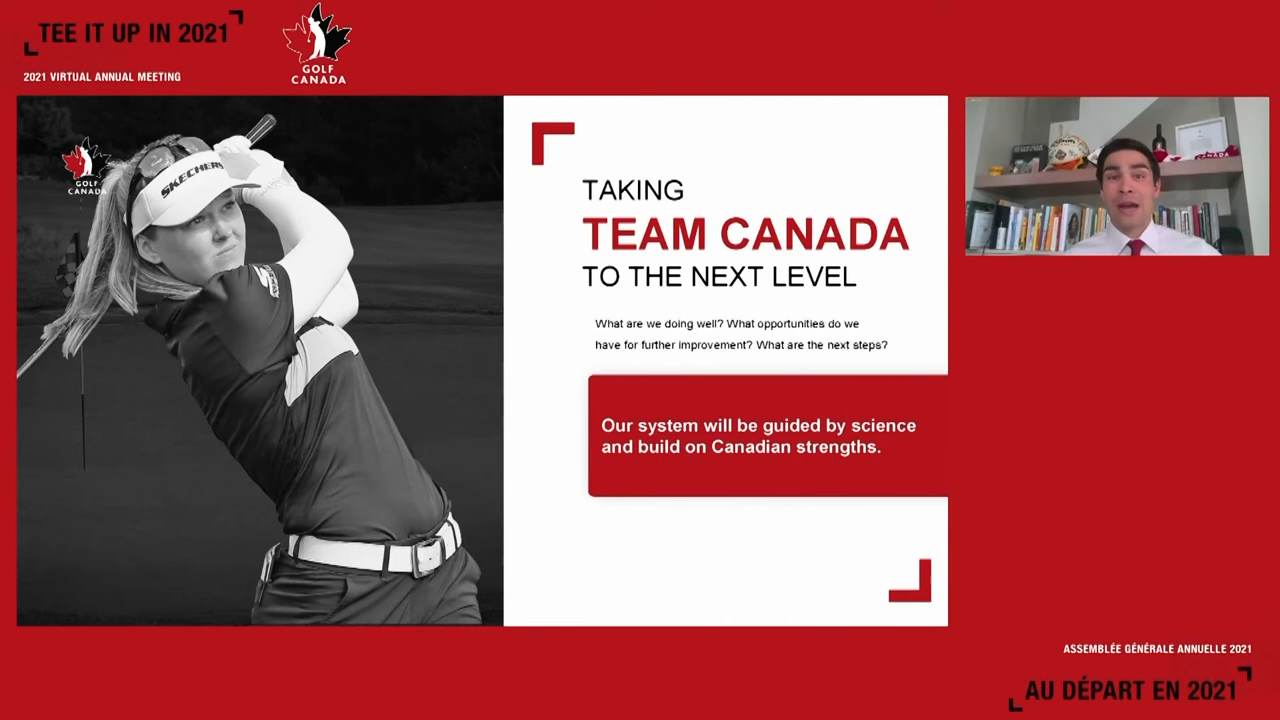 TEE IT UP IN 2021
2021 VIRTUAL ANNUAL MEETING
GOLF
CANADA
GOLF
CANADA
SKECHERS
TAKING
TEAM CANADA
TO THE NEXT LEVEL
What are we doing well? What opportunities do we
have for further improvement? What are the next steps?
Our system will be guided by science
and build on Canadian strengths.
CANADA
ASSEMBLÉE GÉNÉRALE ANNUELLE 2021
AU DÉPART EN 2021